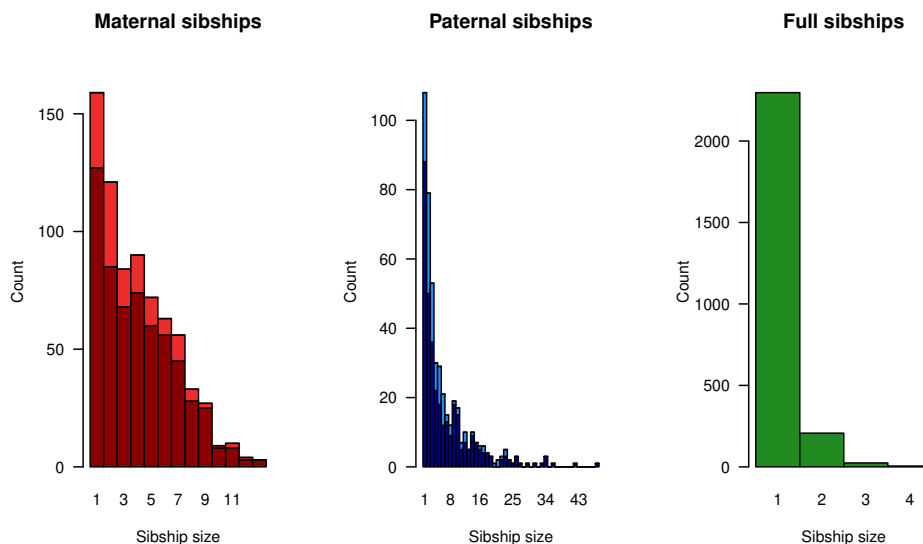 Maternal sibships
Count
0
50
100
150
1 3 5 7 9 11
Sibship size
Paternal sibships
Count
0
20
40
60
80
100
1 8 16 25 34 43
Sibship size
Full sibships
Count
0
500
1000
1500
2000
1 2 3 4
Sibship size